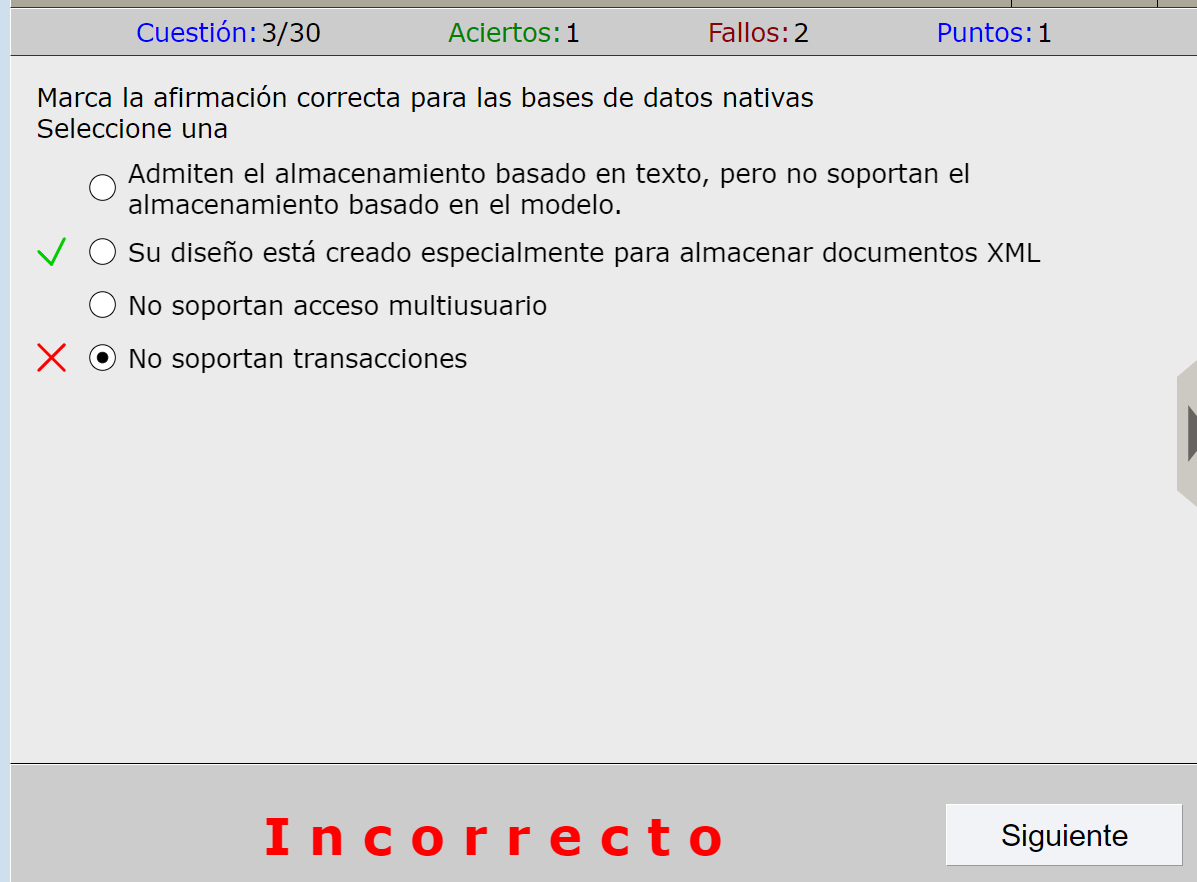 Cuestión: 3/30 Aciertos: 1 Fallos: 2 Puntos: 1
Marca la afirmación correcta para las bases de datos nativas
Seleccione una
Admiten el almacenamiento basado en texto, pero no soportan el
almacenamiento basado en el modelo.
Su diseño está creado especialmente para almacenar documentos XML
No soportan acceso multiusuario
No soportan transacciones
Incorrecto
Siguiente